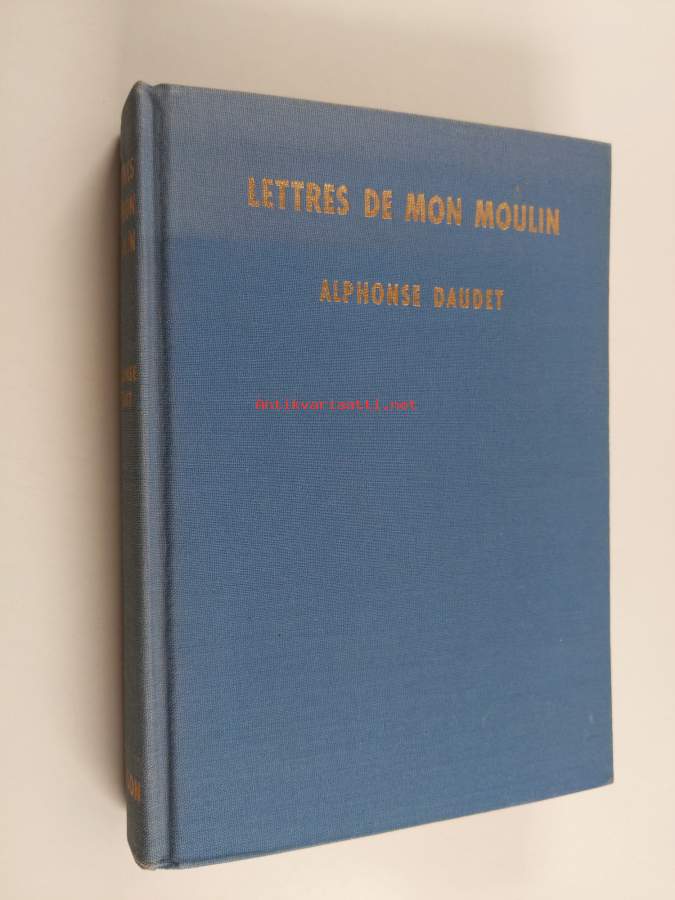 LETTRES DE MON MOULIN
ALPHONSE DAUDET
Antikvariaatti.net